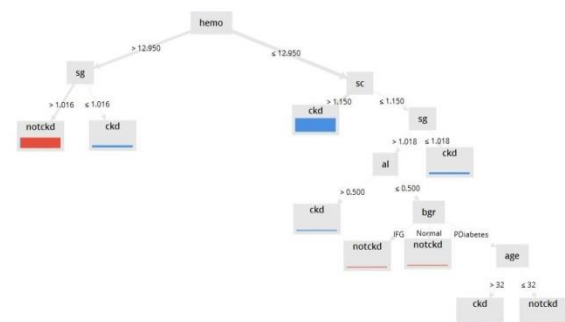 hemo
> 12.950
≤ 12.950
sg
sc
> 1.016
≤ 1.016
> 1.150
≤ 1.150
notckd
ckd
ckd
sg
> 1.018
≤ 1.018
al
ckd
> 0.500
≤ 0.500
ckd
bgr
IFG
Normal
PDiabetes
notckd
notckd
age
> 32
≤ 32
ckd
notckd